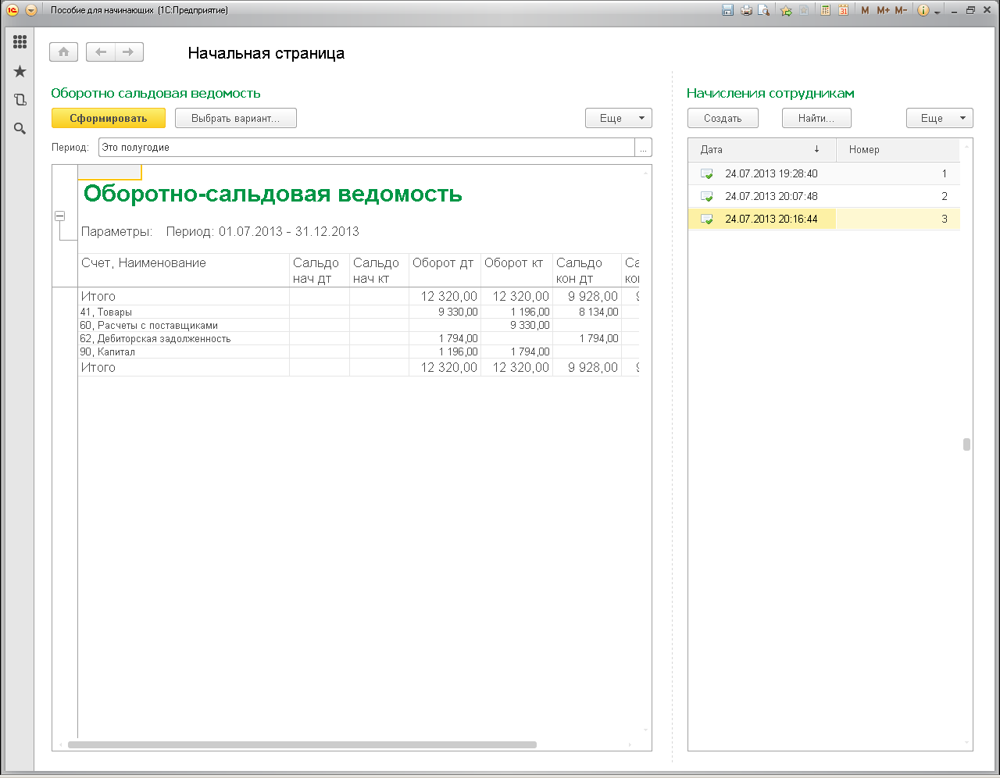 Пособие для начинающих (1С:Предприятие)
31 M M+ M-
Начальная страница
Оборотно сальдовая ведомость
Сформировать Выбрать вариант... Еще
Период: Это полугодие ...
Оборотно-сальдовая ведомость
Параметры: Период: 01.07.2013 - 31.12.2013
Счет, Наименование Сальдо нач дт Сальдо нач кт Оборот дт Оборот кт Сальдо кон дт Са
Итого 12 320,00 12 320,00 9 928,00 9
41, Товары 9 330,00 1 196,00 8 134,00
60, Расчеты с поставщиками 9 330,00
62, Дебиторская задолженность 1 794,00 1 794,00
90, Капитал 1 196,00 1 794,00
Итого 12 320,00 12 320,00 9 928,00 9
Начисления сотрудникам
Создать Найти... Еще
Дата Номер
24.07.2013 19:28:40 1
24.07.2013 20:07:48 2
24.07.2013 20:16:44 3